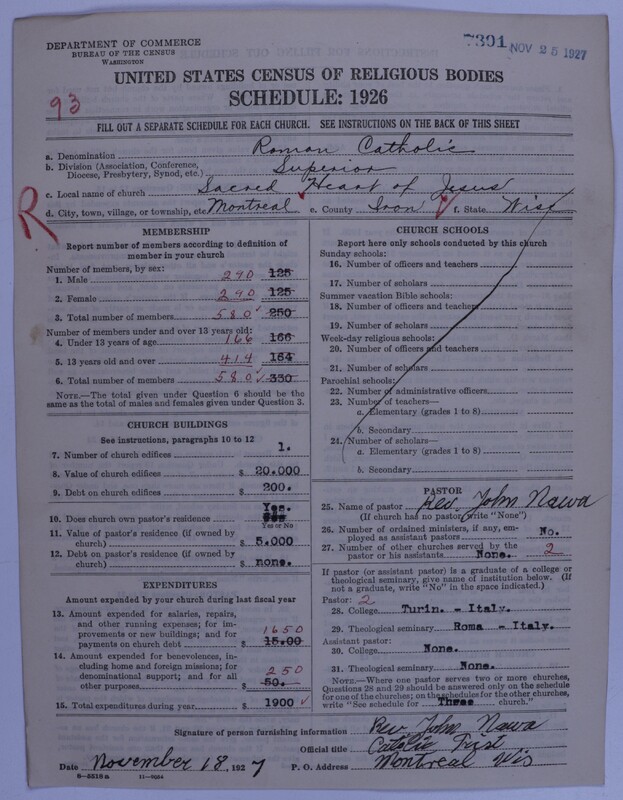 DEPARTMENT OF COMMERCE
BUREAU OF THE CENSUS
WASHINGTON
7391 NOV 25 1927
UNITED STATES CENSUS OF RELIGIOUS BODIES
SCHEDULE: 1926
93
FILL OUT A SEPARATE SCHEDULE FOR EACH CHURCH. SEE INSTRUCTIONS ON THE BACK OF THIS SHEET
a. Denomination Roman Catholic
b. Division (Association, Conference, Diocese, Presbytery, Synod, etc.) Superior
c. Local name of church Sacred Heart of Jesus
R
d. City, town, village, or township, etc. Montreal e. County Iron f. State Wis
MEMBERSHIP
Report number of members according to definition of
member in your church
Number of members, by sex:
1. Male 290 125
2. Female 290 125
3. Total number of members 580 250
Number of members under and over 13 years old:
4. Under 13 years of age 166 166
5. 13 years old and over 414 164
6. Total number of members 580 330
NOTE.—The total given under Question 6 should be
same as the total of males and females given under Question 3.
CHURCH BUILDINGS
See instructions, paragraphs 10 to 12
7. Number of church edifices 1.
8. Value of church edifices $ 20.000
9. Debt on church edifices $ 200.
10. Does church own pastor's residence Yes.
Yes or No
11. Value of pastor's residence (if owned by
church) $ 5.000
12. Debt on pastor's residence (if owned by
church) $ none.
EXPENDITURES
Amount expended by your church during last fiscal year
13. Amount expended for salaries, repairs,
and other running expenses; for im-
provements or new buildings; and for
payments on church debt $ 1650 15.00
14. Amount expended for benevolences, in-
cluding home and foreign missions; for
denominational support; and for all
other purposes $ 250 50.
15. Total expenditures during year $ 1900
CHURCH SCHOOLS
Report here only schools conducted by this church
Sunday schools:
16. Number of officers and teachers
17. Number of scholars
Summer vacation Bible schools:
18. Number of officers and teachers
19. Number of scholars
Week-day religious schools:
20. Number of officers and teachers
21. Number of scholars
Parochial schools:
22. Number of administrative officers
23. Number of teachers—
a. Elementary (grades 1 to 8)
b. Secondary
24. Number of scholars—
a. Elementary (grades 1 to 8)
b. Secondary
PASTOR
25. Name of pastor Rev. John Nawa
(If church has no pastor, write "None")
26. Number of ordained ministers, if any, em-
ployed as assistant pastors No.
27. Number of other churches served by the
pastor or his assistants None. 2
If pastor (or assistant pastor) is a graduate of a college or
theological seminary, give name of institution below. (If
not a graduate, write "No" in the space indicated.)
Pastor: 2
28. College Turin. - Italy.
29. Theological seminary Roma - Italy.
Assistant pastor:
30. College None.
31. Theological seminary None.
NOTE.—Where one pastor serves two or more churches,
Questions 28 and 29 should be answered only on the schedule
for one of the churches; on the schedules for the other churches,
write "See schedule for Three church."
Signature of person furnishing information Rev John Nawa
Official title Catolic Prist
Date November 18, 1927 P. O. Address Montreal Wis
8-5518a 11-9664